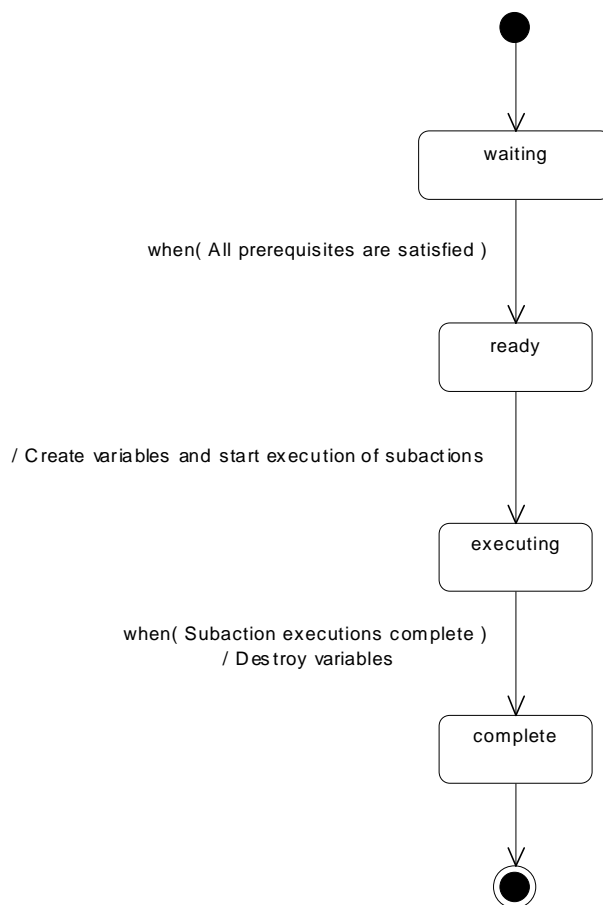 waiting
when( All prerequisites are satisfied )
ready
/ Create variables and start execution of subactions
executing
when( Subaction executions complete )
/ Destroy variables
complete